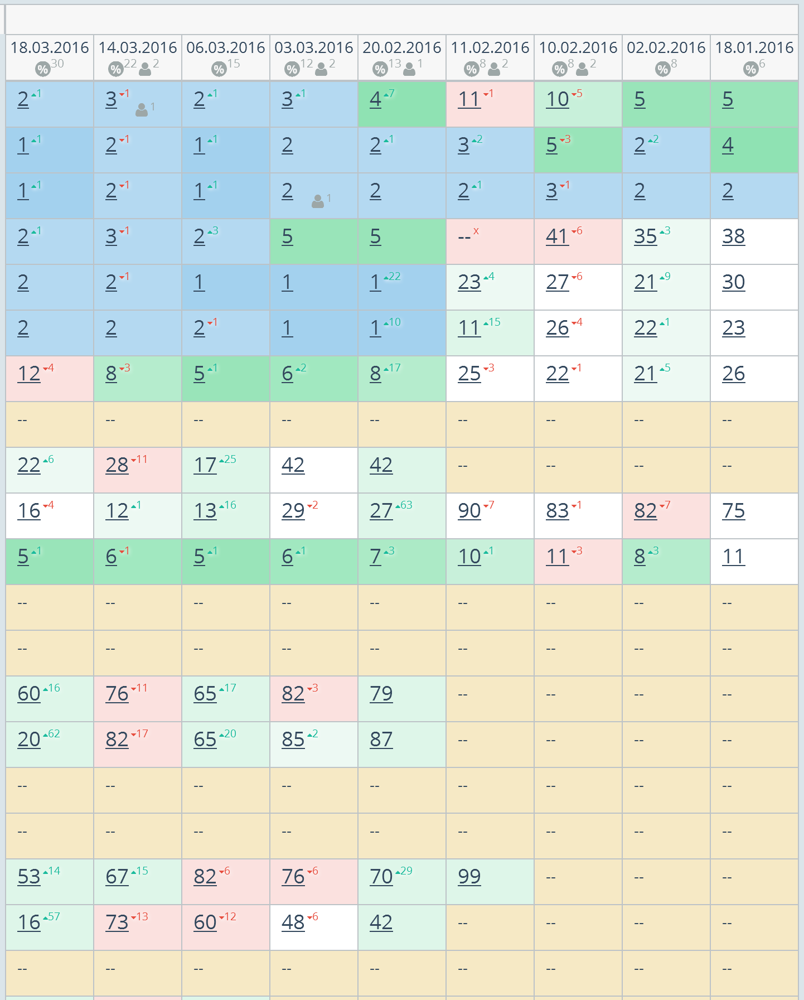 18.03.2016 14.03.2016 06.03.2016 03.03.2016 20.02.2016 11.02.2016 10.02.2016 02.02.2016 18.01.2016
%30 %22 2 %15 %12 2 %13 1 %8 2 %8 2 %8 %6
2 1 3 1 1 2 1 3 1 4 7 11 1 10 5 5 5
1 1 2 1 1 1 2 2 1 3 2 5 3 2 2 4
1 1 2 1 1 1 2 1 2 2 1 3 1 2 2
2 1 3 1 2 3 5 5 -- x 41 6 35 3 38
2 2 1 1 1 1 22 23 4 27 6 21 9 30
2 2 2 1 1 1 10 11 15 26 4 22 1 23
12 4 8 3 5 1 6 2 8 17 25 3 22 1 21 5 26
-- -- -- -- -- -- -- -- --
22 6 28 11 17 25 42 42 -- -- -- --
16 4 12 1 13 16 29 2 27 63 90 7 83 1 82 7 75
5 1 6 1 5 1 6 1 7 3 10 1 11 3 8 3 11
-- -- -- -- -- -- -- -- --
-- -- -- -- -- -- -- -- --
60 16 76 11 65 17 82 3 79 -- -- -- --
20 62 82 17 65 20 85 2 87 -- -- -- --
-- -- -- -- -- -- -- -- --
-- -- -- -- -- -- -- -- --
53 14 67 15 82 6 76 6 70 29 99 -- -- --
16 57 73 13 60 12 48 6 42 -- -- -- --
-- -- -- -- -- -- -- -- --